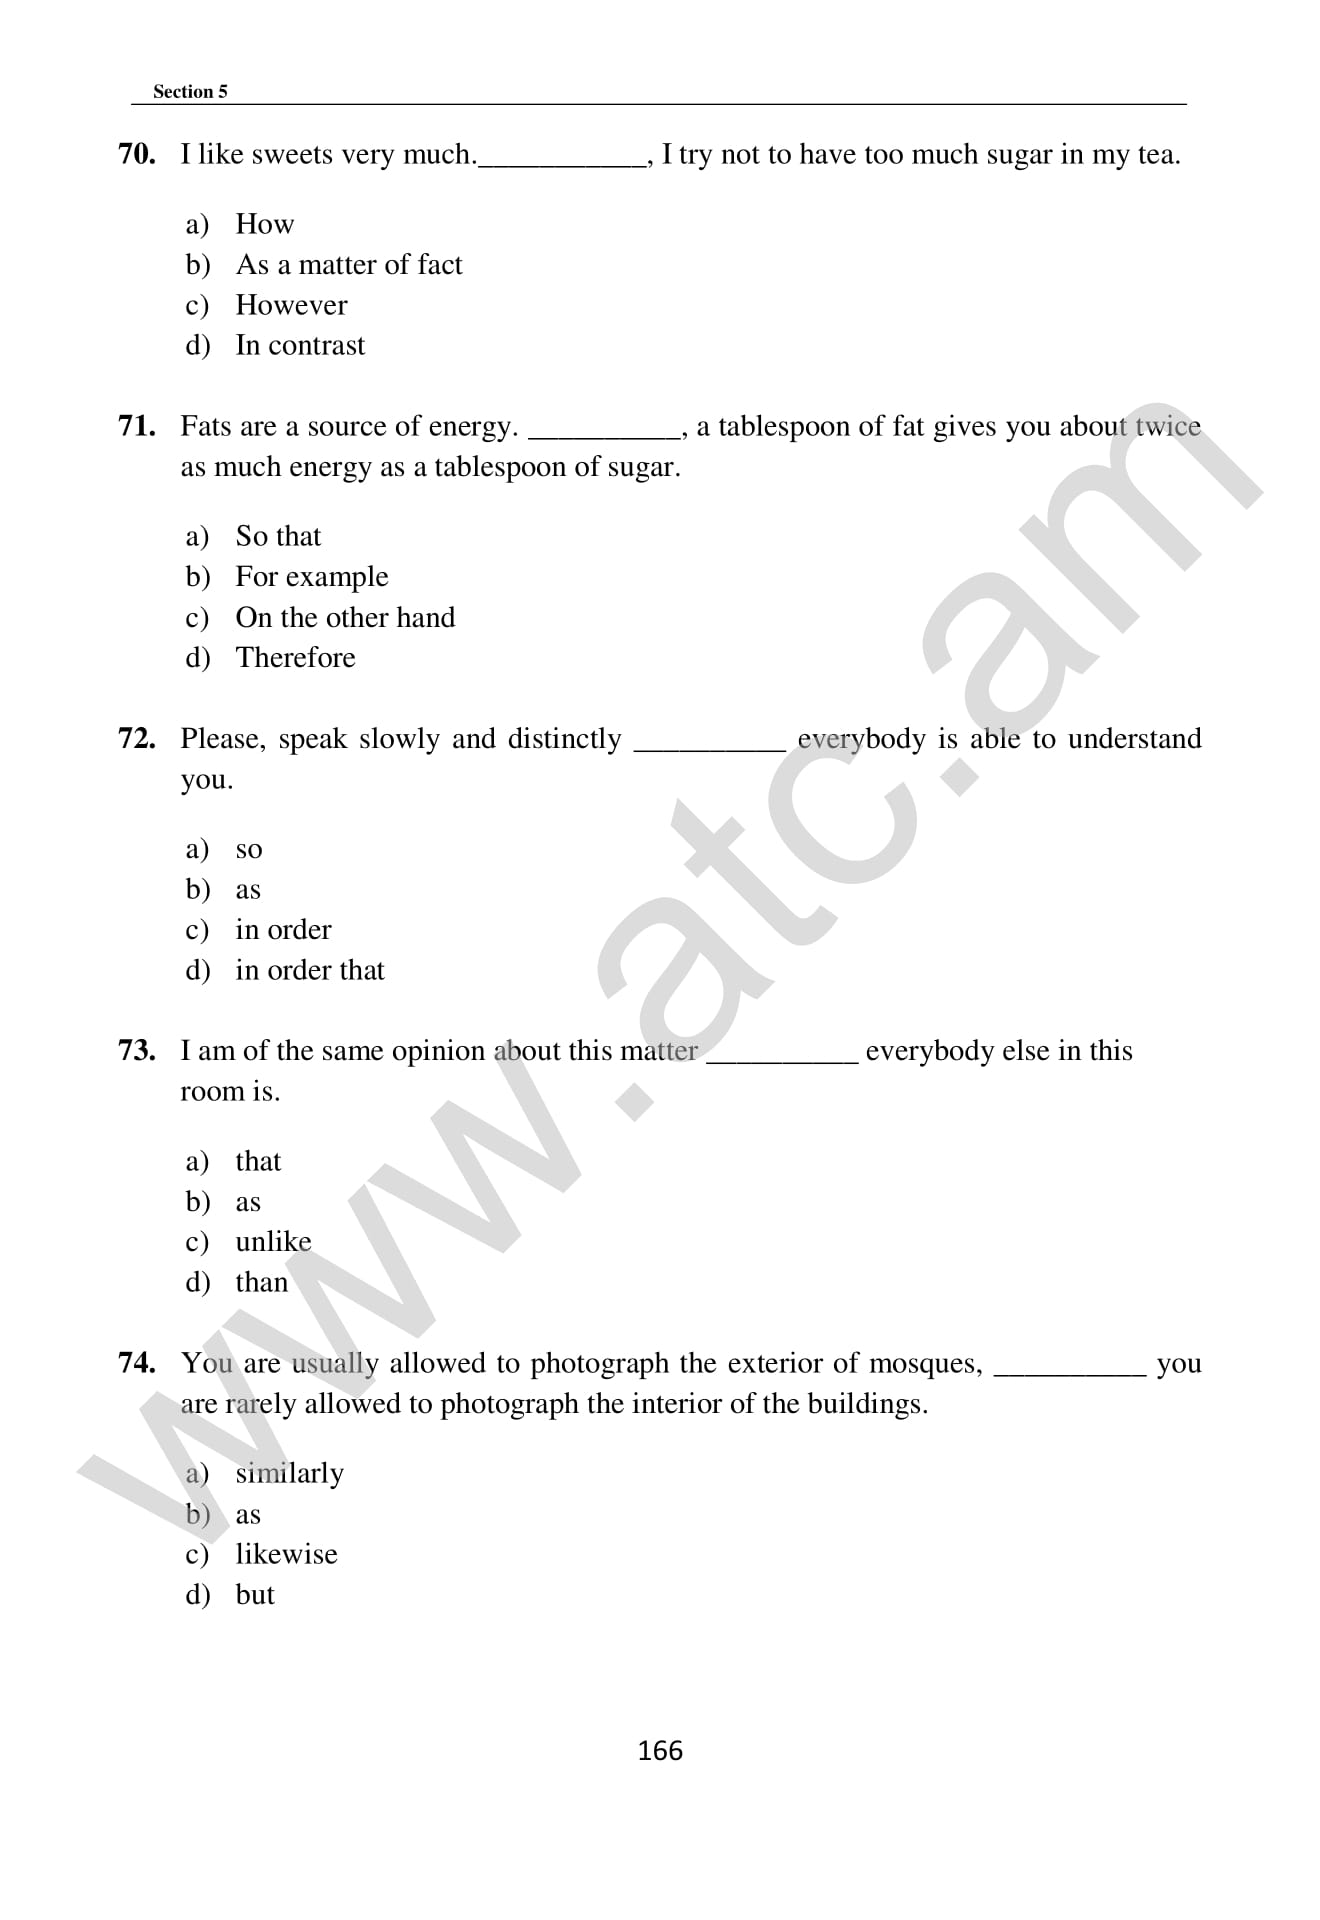 Section 5
70. I like sweets very much.___________, I try not to have too much sugar in my tea.
a) How
b) As a matter of fact
c) However
d) In contrast
71. Fats are a source of energy. __________, a tablespoon of fat gives you about twice
as much energy as a tablespoon of sugar.
a) So that
b) For example
c) On the other hand
d) Therefore
72. Please, speak slowly and distinctly __________ everybody is able to understand
you.
a) so
b) as
c) in order
d) in order that
73. I am of the same opinion about this matter __________ everybody else in this
room is.
a) that
b) as
c) unlike
d) than
74. You are usually allowed to photograph the exterior of mosques, __________ you
are rarely allowed to photograph the interior of the buildings.
a) similarly
b) as
c) likewise
d) but
166
www.atc.am